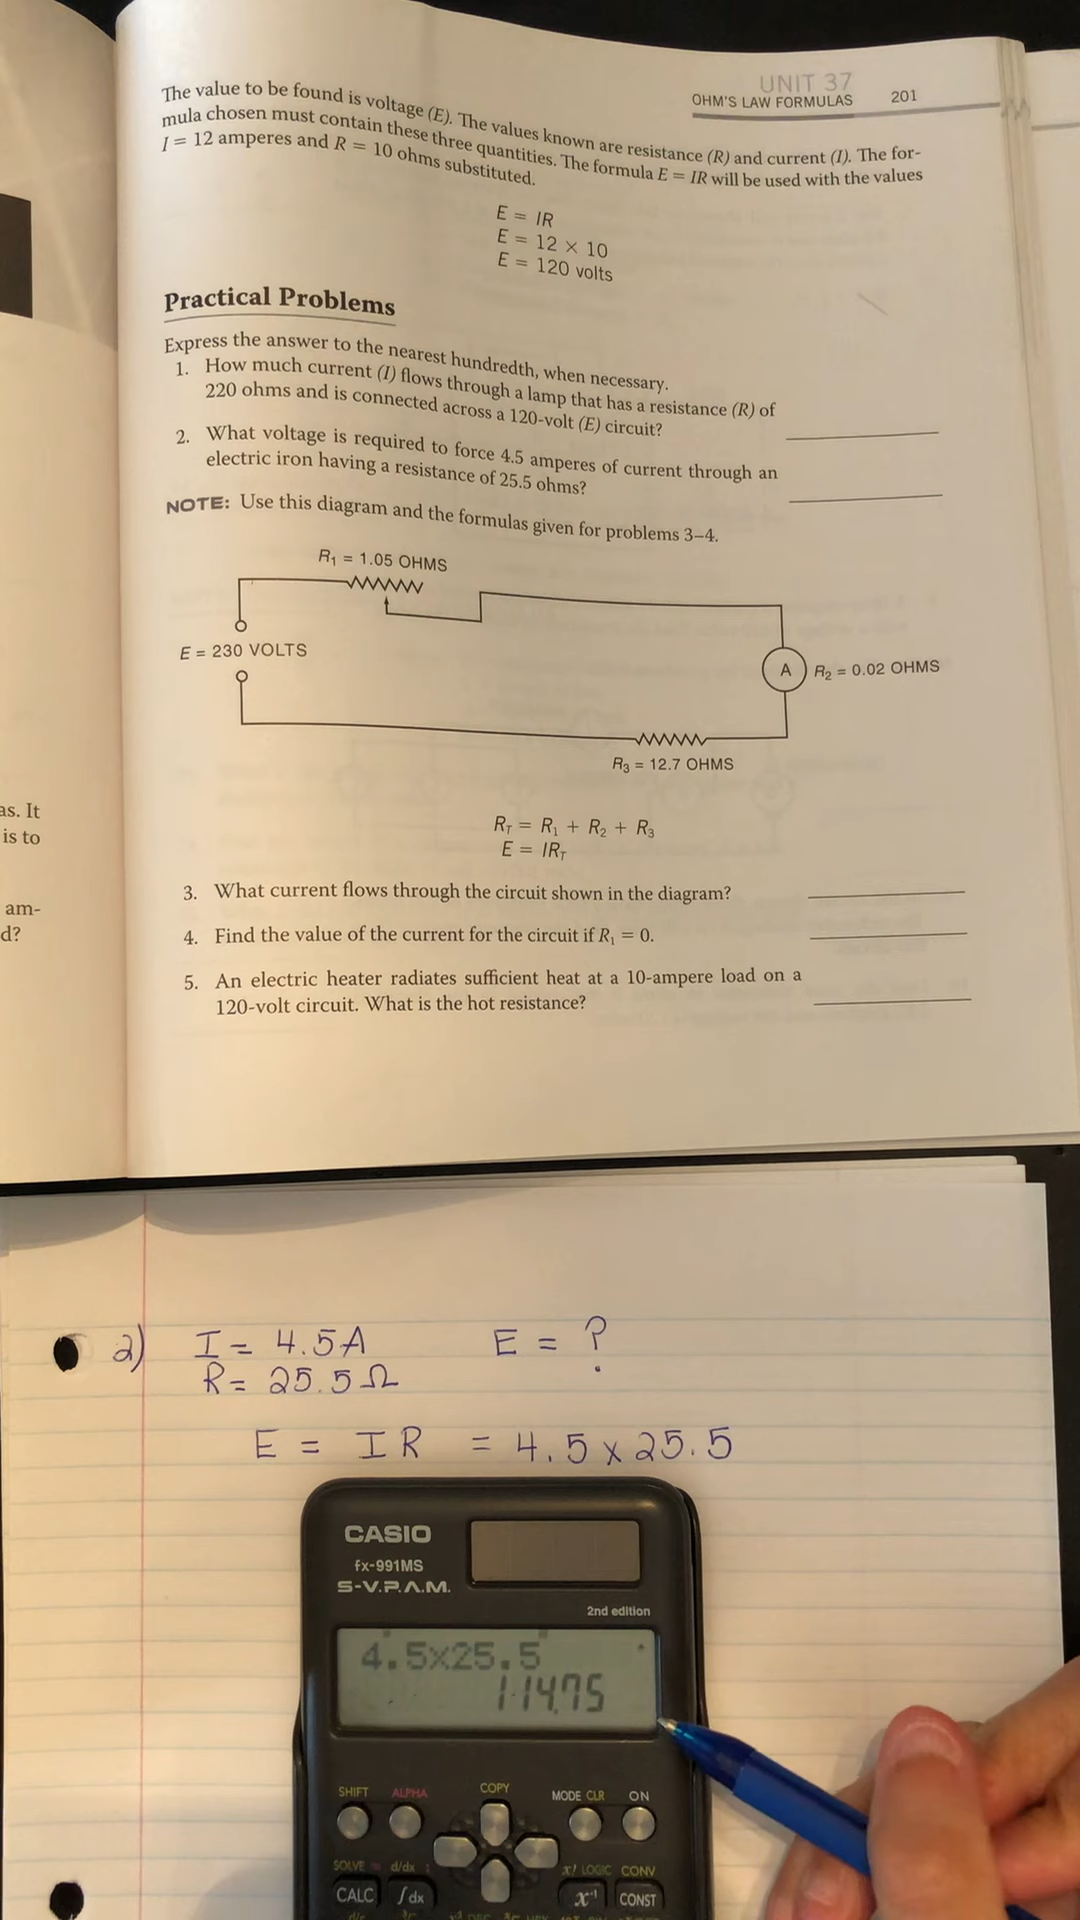 UNIT 37
OHM'S LAW FORMULAS 201
The value to be found is voltage (E). The values known are resistance (R) and current (I). The for-
mula chosen must contain these three quantities. The formula E = IR will be used with the values
I = 12 amperes and R = 10 ohms substituted.
E = IR
E = 12 × 10
E = 120 volts
Practical Problems
Express the answer to the nearest hundredth, when necessary.
1. How much current (I) flows through a lamp that has a resistance (R) of
220 ohms and is connected across a 120-volt (E) circuit?
2. What voltage is required to force 4.5 amperes of current through an
electric iron having a resistance of 25.5 ohms?
NOTE: Use this diagram and the formulas given for problems 3–4.
R₁ = 1.05 OHMS
E = 230 VOLTS
A R₂ = 0.02 OHMS
R₃ = 12.7 OHMS
R_T = R₁ + R₂ + R₃
E = IR_T
3. What current flows through the circuit shown in the diagram?
4. Find the value of the current for the circuit if R₁ = 0.
5. An electric heater radiates sufficient heat at a 10-ampere load on a
120-volt circuit. What is the hot resistance?
as. It
is to
am-
d?
2) I = 4.5A E = ?
R = 25.5Ω
E = IR = 4.5 x 25.5
CASIO
fx-991MS
S-V.P.A.M.
2nd edition
4.5×25.5
114.75
SHIFT ALPHA COPY MODE CLR ON
SOLVE = d/dx : x! LOGIC CONV
CALC ∫dx x⁻¹ CONST